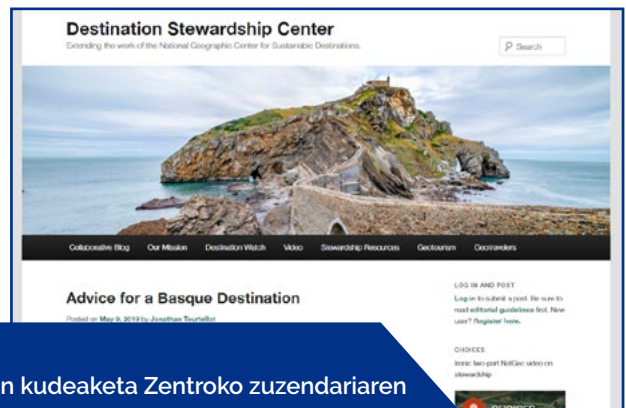 Destination Stewardship Center
Extending the work of the National Geographic Center for Sustainable Destinations.
Search
Collaborative Blog Our Mission Destination Watch Video Stewardship Resources Geotourism Geotravelers
Advice for a Basque Destination
Posted on May 9, 2019 by Jonathan Tourtellot
LOG IN AND POST
Log in to submit a post. Be sure to
read editorial guidelines first. New
user? Register here.
CHOICES
Ironic two-part NatGeo video on
stewardship
n kudeaketa Zentroko zuzendariaren